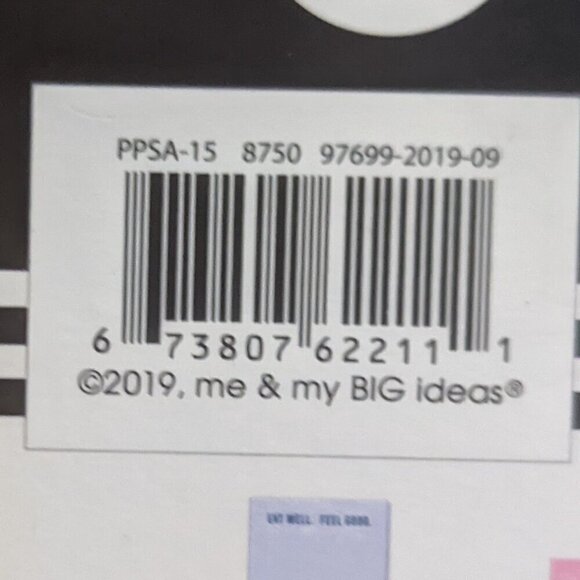 PPSA-15 8750 97699-2019-09
6 73807 62211 1
©2019, me & my BIG ideas®
EAT WELL. FEEL GOOD.